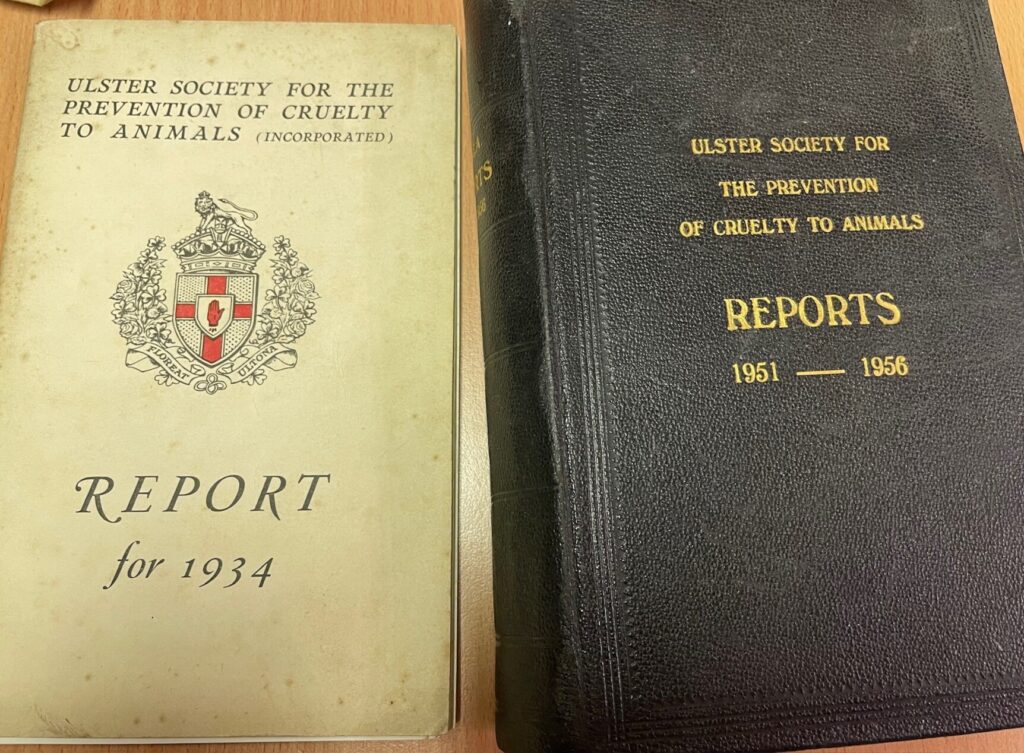 ULSTER SOCIETY FOR THE
PREVENTION OF CRUELTY
TO ANIMALS (INCORPORATED)
FLOREAT ULTONA
REPORT
for 1934
ULSTER SOCIETY FOR
THE PREVENTION
OF CRUELTY TO ANIMALS
REPORTS
1951 — 1956